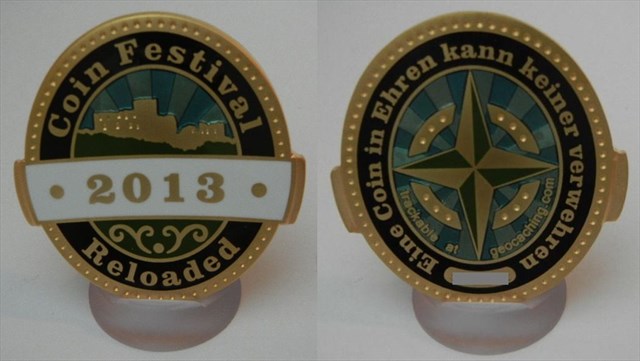 Coin Festival
• 2013 •
Reloaded
Eine Coin in Ehren kann keiner verwehren
Trackable at geocaching.com